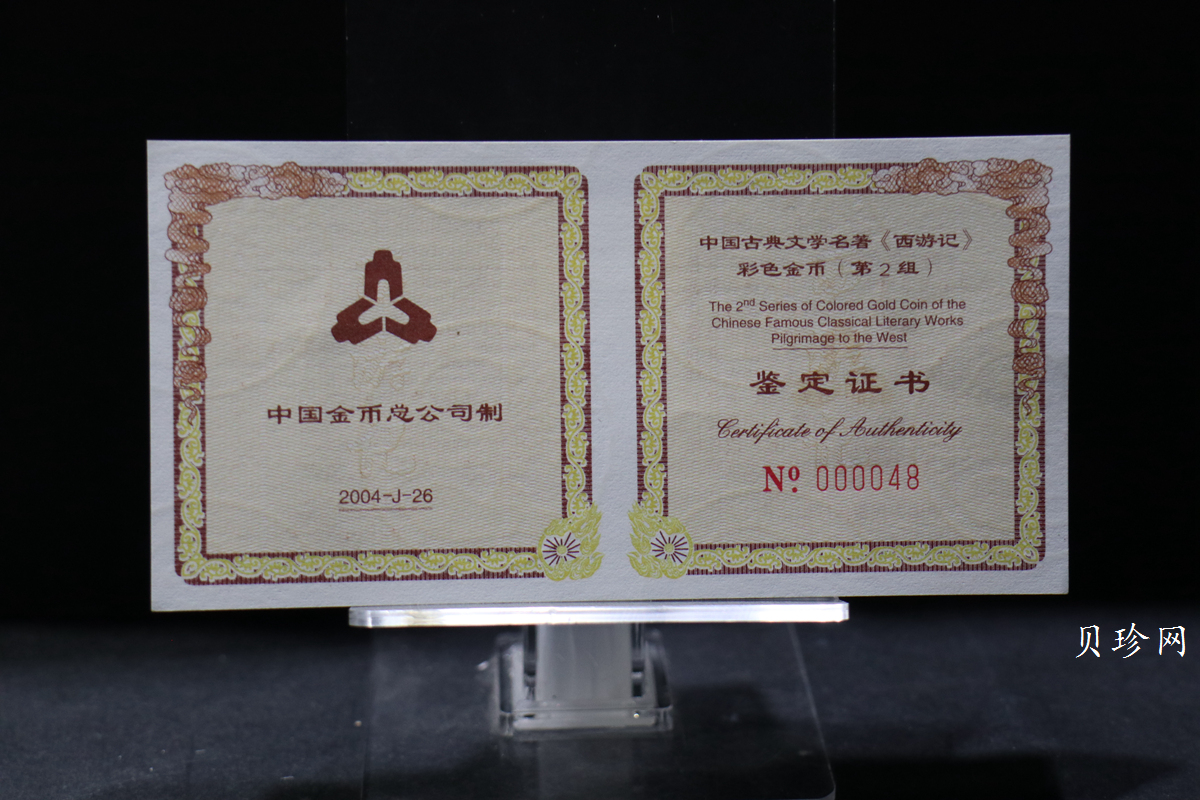 中国金币总公司制
2004-J-26
中国古典文学名著《西游记》
彩色金币(第2组)
The 2nd Series of Colored Gold Coin of the
Chinese Famous Classical Literary Works
Pilgrimage to the West
鉴定证书
Certificate of Authenticity
No. 000048
贝珍网